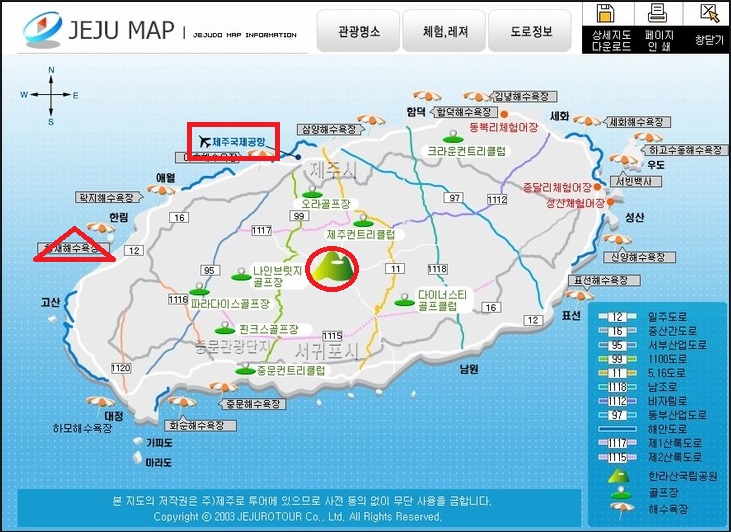 JEJU MAP | JEJUDO MAP INFORMATION
관광명소
체험,레져
도로정보
상세지도
다운로드
페이지
인 쇄
창닫기
N
W E
S
제주국제공항
삼양해수욕장
함덕
함덕해수욕장
김녕해수욕장
동복리체험어장
세화
세화해수욕장
하고수동해수욕장
우도
서빈백사
크라운컨트리클럽
제주시
애월
곽지해수욕장
한림
오라골프장
제주컨트리클럽
종달리체험어장
성산체험어장
성산
신양해수욕장
표선해수욕장
표선
16
12
1117
99
97
1112
95
1116
11
1118
16
12
1115
1120
고산
나인브릿지
골프장
파라다이스골프장
핀크스골프장
다이너스티
골프클럽
중문관광단지
서귀포시
중문컨트리클럽
중문해수욕장
화순해수욕장
대정
하모해수욕장
가파도
마라도
남원
12 일주도로
16 중산간도로
95 서부산업도로
99 1100도로
11 5.16도로
1118 남조로
1112 비자림로
97 동부산업도로
해안도로
1117 제1산록도로
1115 제2산록도로
한라산국립공원
골프장
해수욕장
본 지도의 저작권은 주)제주로 투어에 있으므로 사전 동의 없이 무단 사용을 금합니다.
Copyright ⓒ 2003 JEJUROTOUR Co., Ltd. All Rights Reserved.